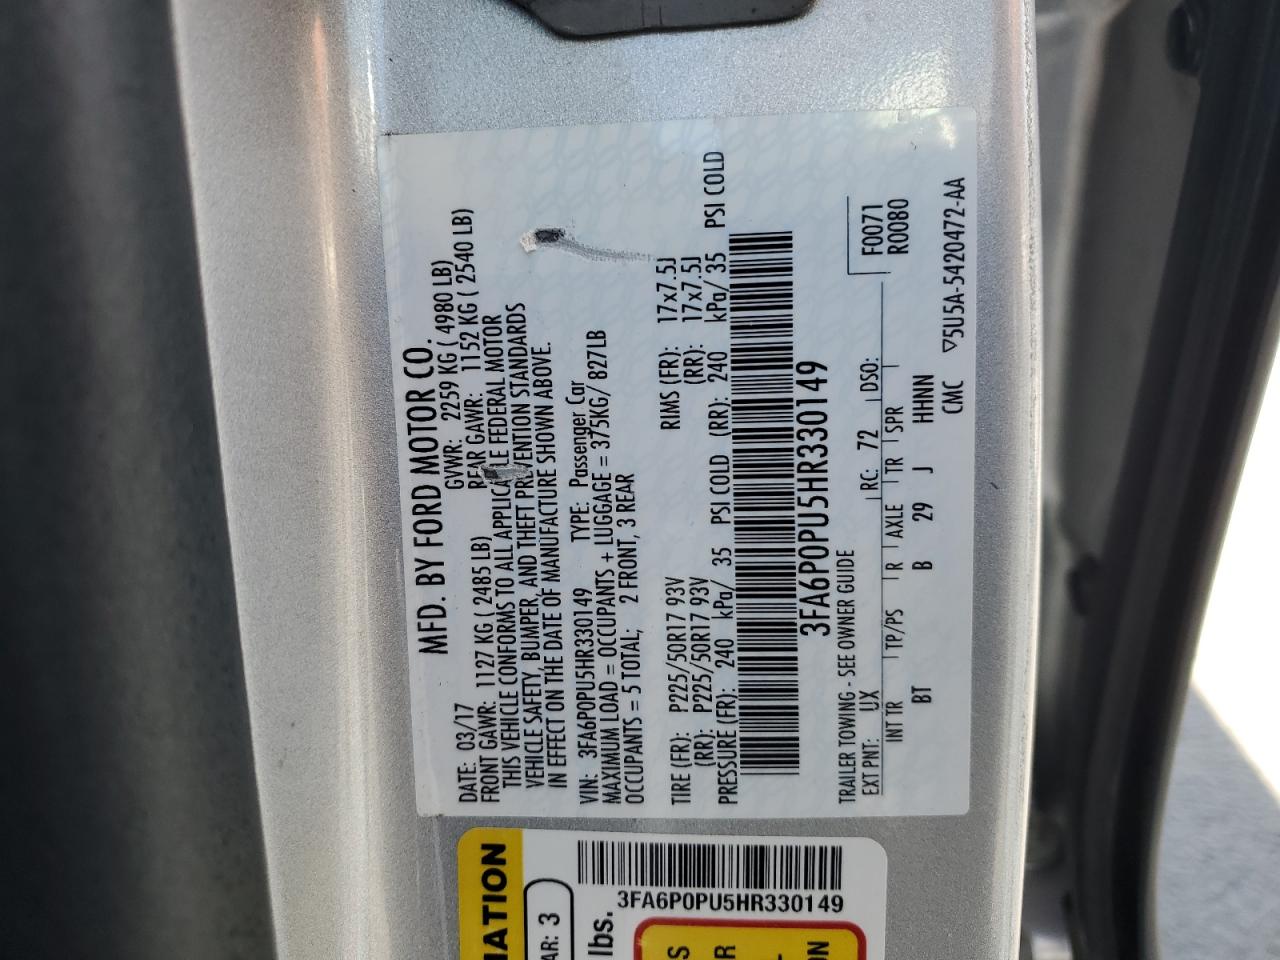 MFD. BY FORD MOTOR CO.
DATE: 03/17 GVWR: 2259 KG ( 4980 LB)
FRONT GAWR: 1127 KG ( 2485 LB) REAR GAWR: 1152 KG ( 2540 LB)
THIS VEHICLE CONFORMS TO ALL FEDERAL MOTOR
VEHICLE SAFETY, BUMPER, AND THEFT PREVENTION STANDARDS
IN EFFECT ON THE DATE OF MANUFACTURE SHOWN ABOVE.
VIN: 3FA6P0PU5HR330149 TYPE: Passenger Car
MAXIMUM LOAD = OCCUPANTS + LUGGAGE = 375KG/ 827LB
OCCUPANTS = 5 TOTAL, 2 FRONT, 3 REAR
TIRE (FR): P225/50R17 93V RIMS (FR): 17x7.5J
(RR): P225/50R17 93V (RR): 17x7.5J
PRESSURE (FR): 240 kPa/ 35 PSI COLD (RR): 240 kPa/ 35 PSI COLD
3FA6P0PU5HR330149
TRAILER TOWING - SEE OWNER GUIDE F0071
EXT PNT: UX RC: 72 DSO: R0080
INT TR TP/PS R AXLE TR SPR
BT B 29 J HHNN
CMC ▽5U5A-5420472-AA
MATION
AR: 3
3FA6P0PU5HR330149
lbs.
S
R
ON